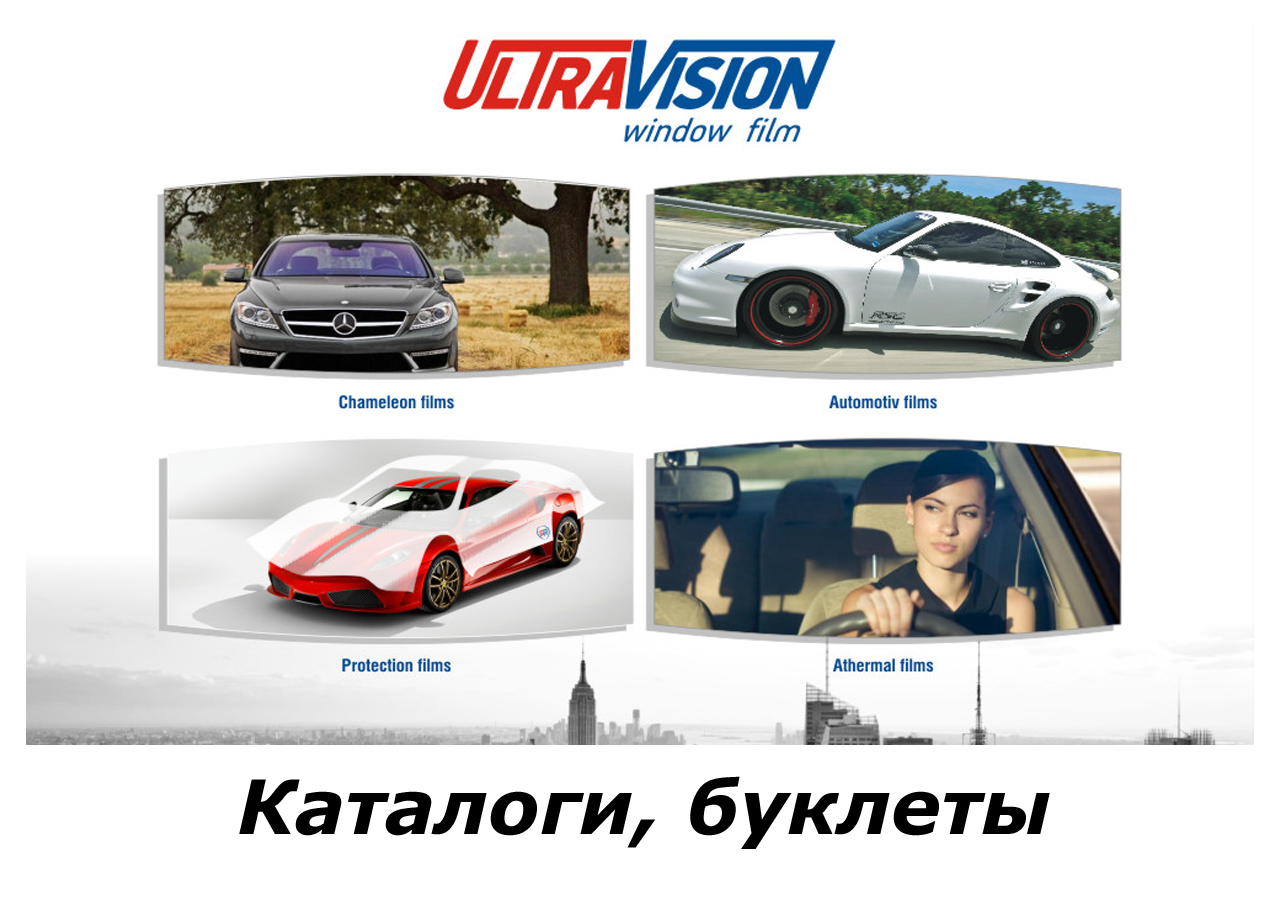 ULTRAVISION
window film
Chameleon films
Automotiv films
Protection films
Athermal films
Каталоги, буклеты